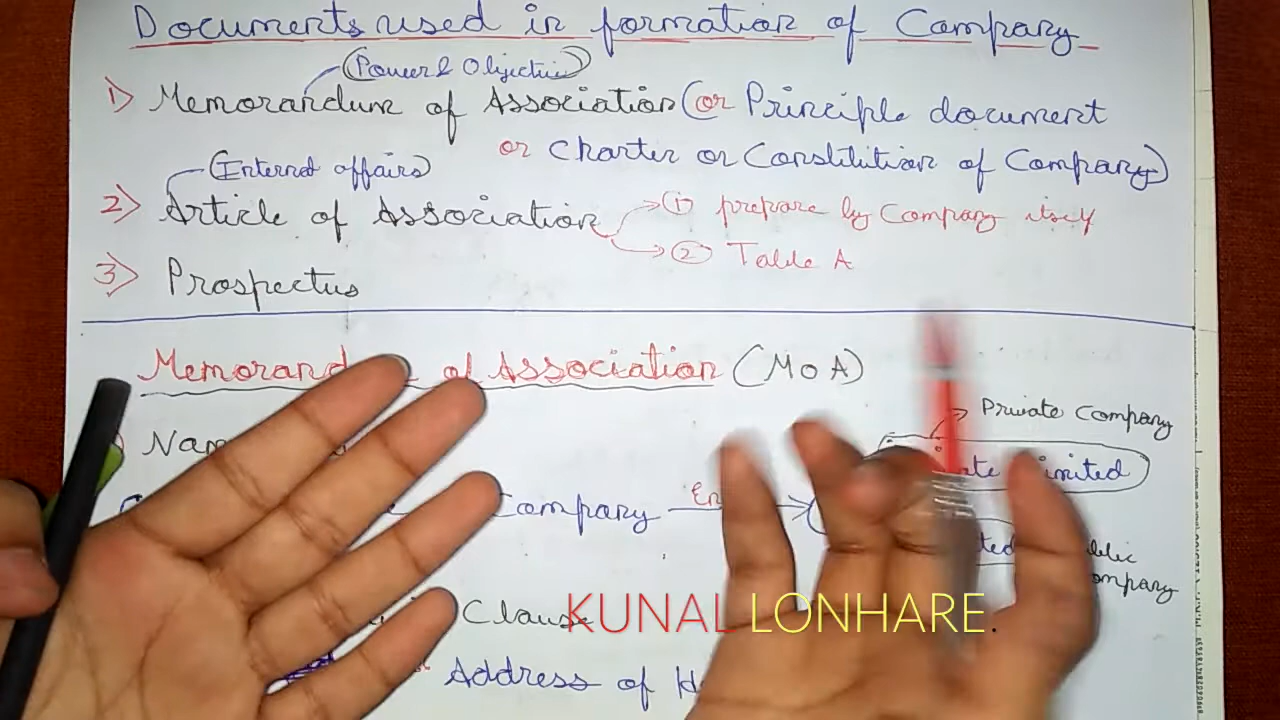 Documents used in formation of Company
(Power & Objective)
1) Memorandum of Association (or Principle document
or Charter or Constitution of Company)
(Internal affairs)
2) Article of Association
① prepare by Company itself
② Table A
3) Prospectus
Memorand of Association (MOA)
Private Company
Limited
Company
Company
Clause
KUNAL LONHARE.
Address of H